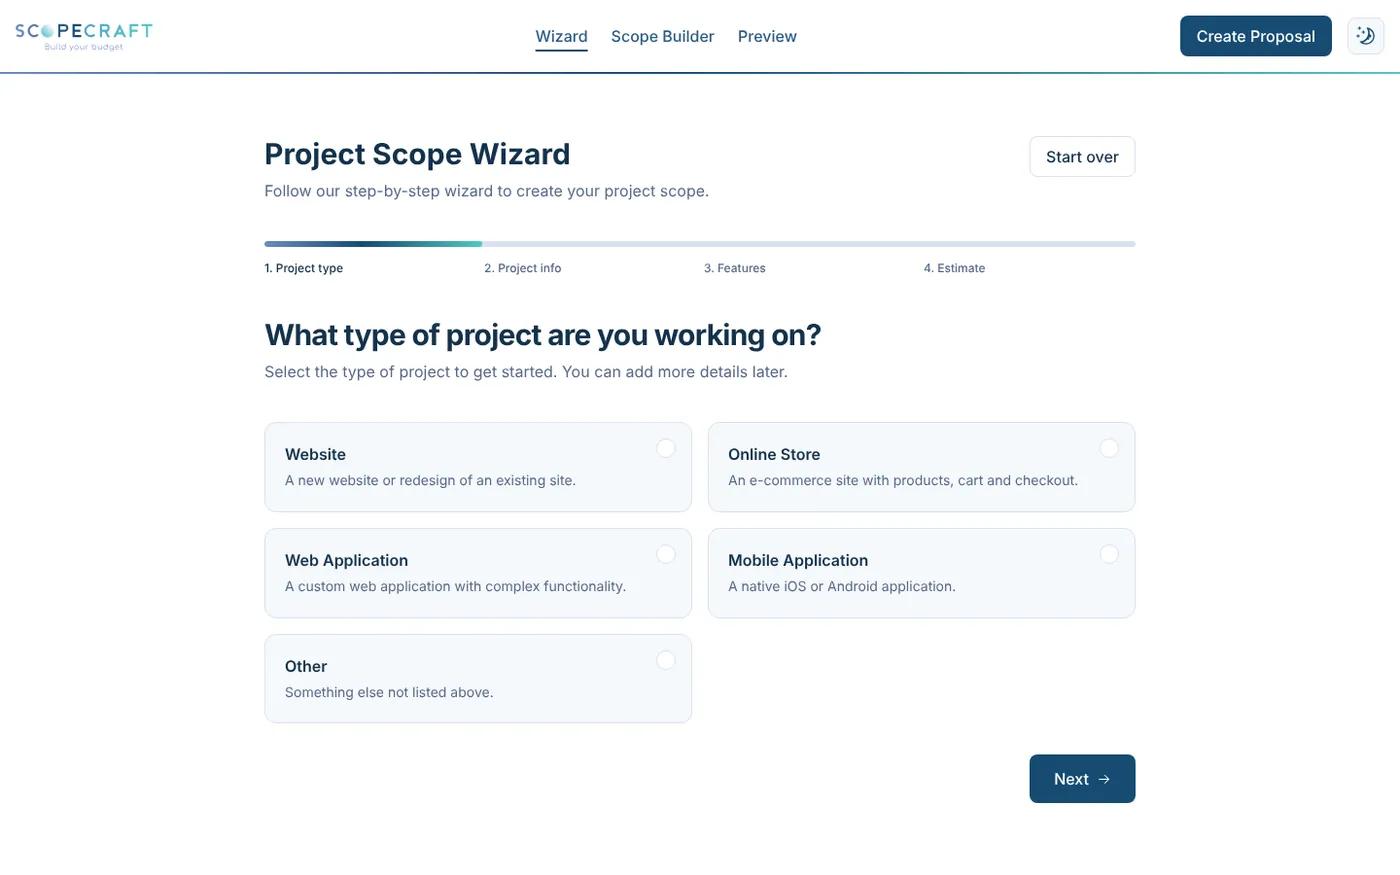 SCOPECRAFT
Build your budget
Wizard
Scope Builder
Preview
Create Proposal
Project Scope Wizard
Start over
Follow our step-by-step wizard to create your project scope.
1. Project type
2. Project info
3. Features
4. Estimate
What type of project are you working on?
Select the type of project to get started. You can add more details later.
Website
A new website or redesign of an existing site.
Online Store
An e-commerce site with products, cart and checkout.
Web Application
A custom web application with complex functionality.
Mobile Application
A native iOS or Android application.
Other
Something else not listed above.
Next →